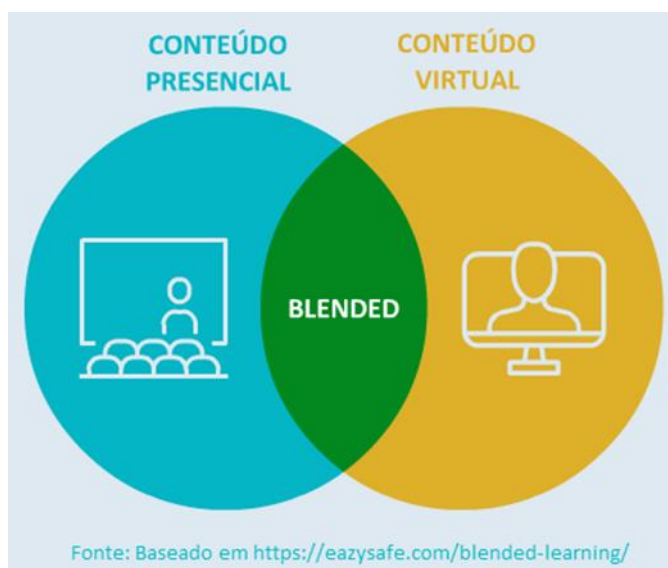 CONTEÚDO
PRESENCIAL
CONTEÚDO
VIRTUAL
BLENDED
Fonte: Baseado em https://eazysafe.com/blended-learning/